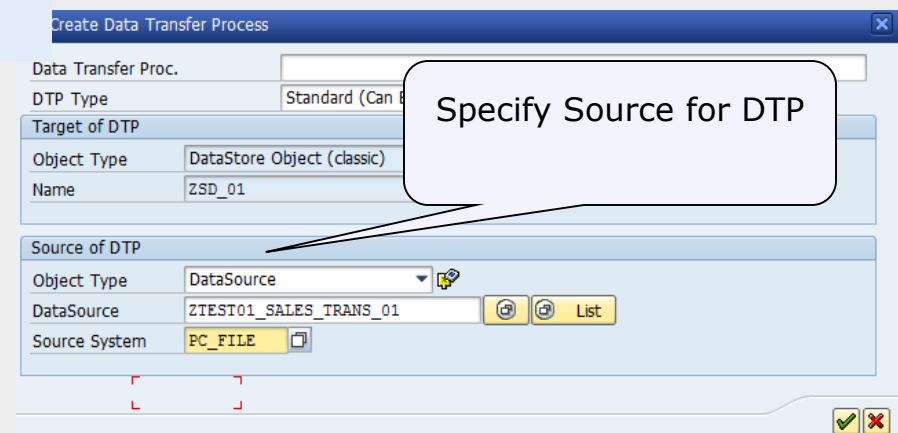 Create Data Transfer Process
Data Transfer Proc.
DTP Type Standard (Can
Specify Source for DTP
Target of DTP
Object Type DataStore Object (classic)
Name ZSD_01
Source of DTP
Object Type DataSource
DataSource ZTEST01_SALES_TRANS_01 List
Source System PC_FILE